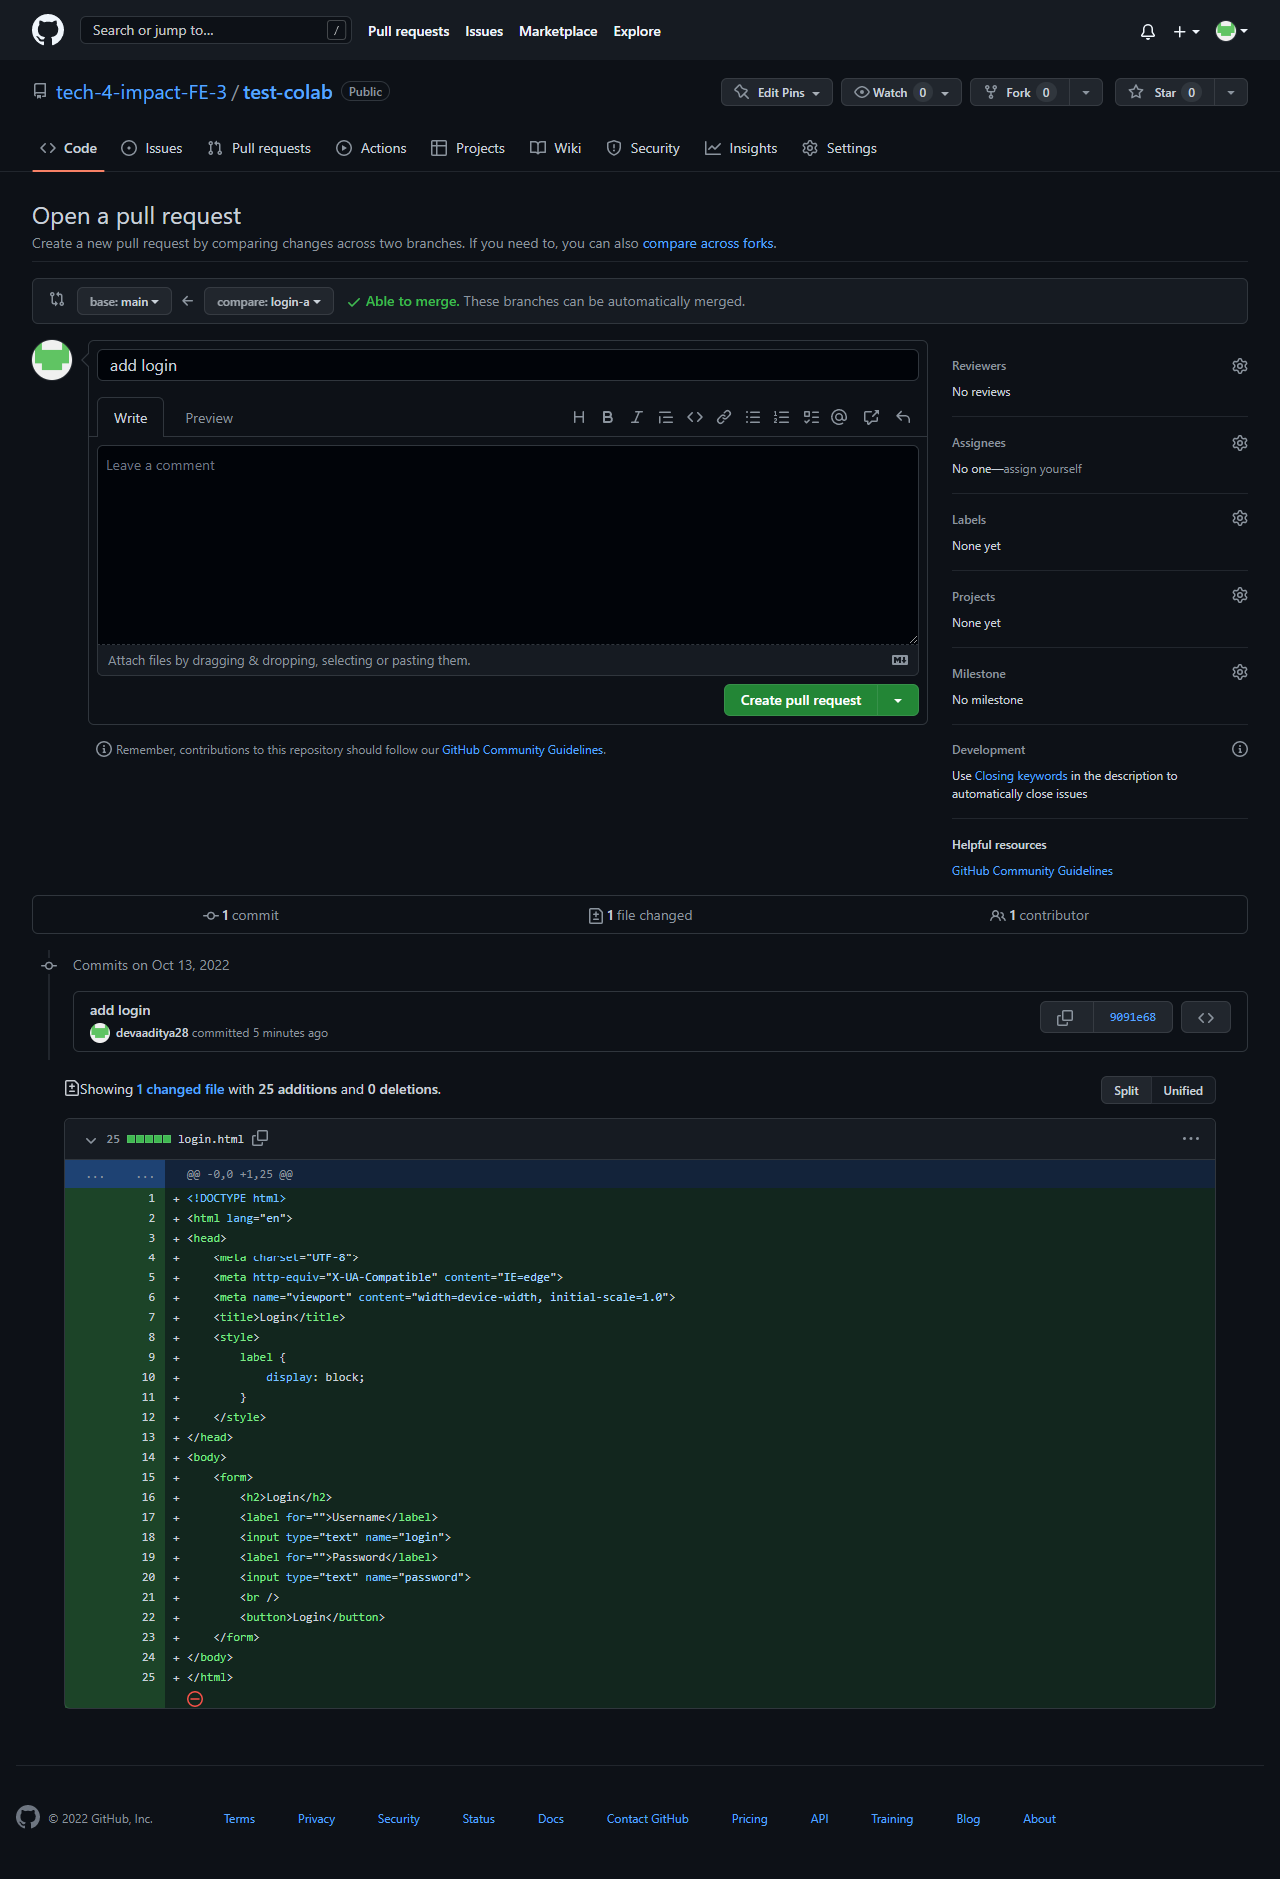 Search or jump to... /
Pull requests Issues Marketplace Explore
tech-4-impact-FE-3 / test-colab Public
Edit Pins Watch 0 Fork 0 Star 0
Code Issues Pull requests Actions Projects Wiki Security Insights Settings
Open a pull request
Create a new pull request by comparing changes across two branches. If you need to, you can also compare across forks.
base: main compare: login-a Able to merge. These branches can be automatically merged.
add login
Write Preview
Leave a comment
Attach files by dragging & dropping, selecting or pasting them.
Create pull request
Remember, contributions to this repository should follow our GitHub Community Guidelines.
Reviewers
No reviews
Assignees
No one—assign yourself
Labels
None yet
Projects
None yet
Milestone
No milestone
Development
Use Closing keywords in the description to
automatically close issues
Helpful resources
GitHub Community Guidelines
1 commit 1 file changed 1 contributor
Commits on Oct 13, 2022
add login
devaaditya28 committed 5 minutes ago
9091e68
Showing 1 changed file with 25 additions and 0 deletions.
Split Unified
25 login.html
... ... @@ -0,0 +1,25 @@
1 + <!DOCTYPE html>
2 + <html lang="en">
3 + <head>
4 +     <meta charset="UTF-8">
5 +     <meta http-equiv="X-UA-Compatible" content="IE=edge">
6 +     <meta name="viewport" content="width=device-width, initial-scale=1.0">
7 +     <title>Login</title>
8 +     <style>
9 +         label {
10 +             display: block;
11 +         }
12 +     </style>
13 + </head>
14 + <body>
15 +     <form>
16 +         <h2>Login</h2>
17 +         <label for="">Username</label>
18 +         <input type="text" name="login">
19 +         <label for="">Password</label>
20 +         <input type="text" name="password">
21 +         <br />
22 +         <button>Login</button>
23 +     </form>
24 + </body>
25 + </html>
© 2022 GitHub, Inc. Terms Privacy Security Status Docs Contact GitHub Pricing API Training Blog About